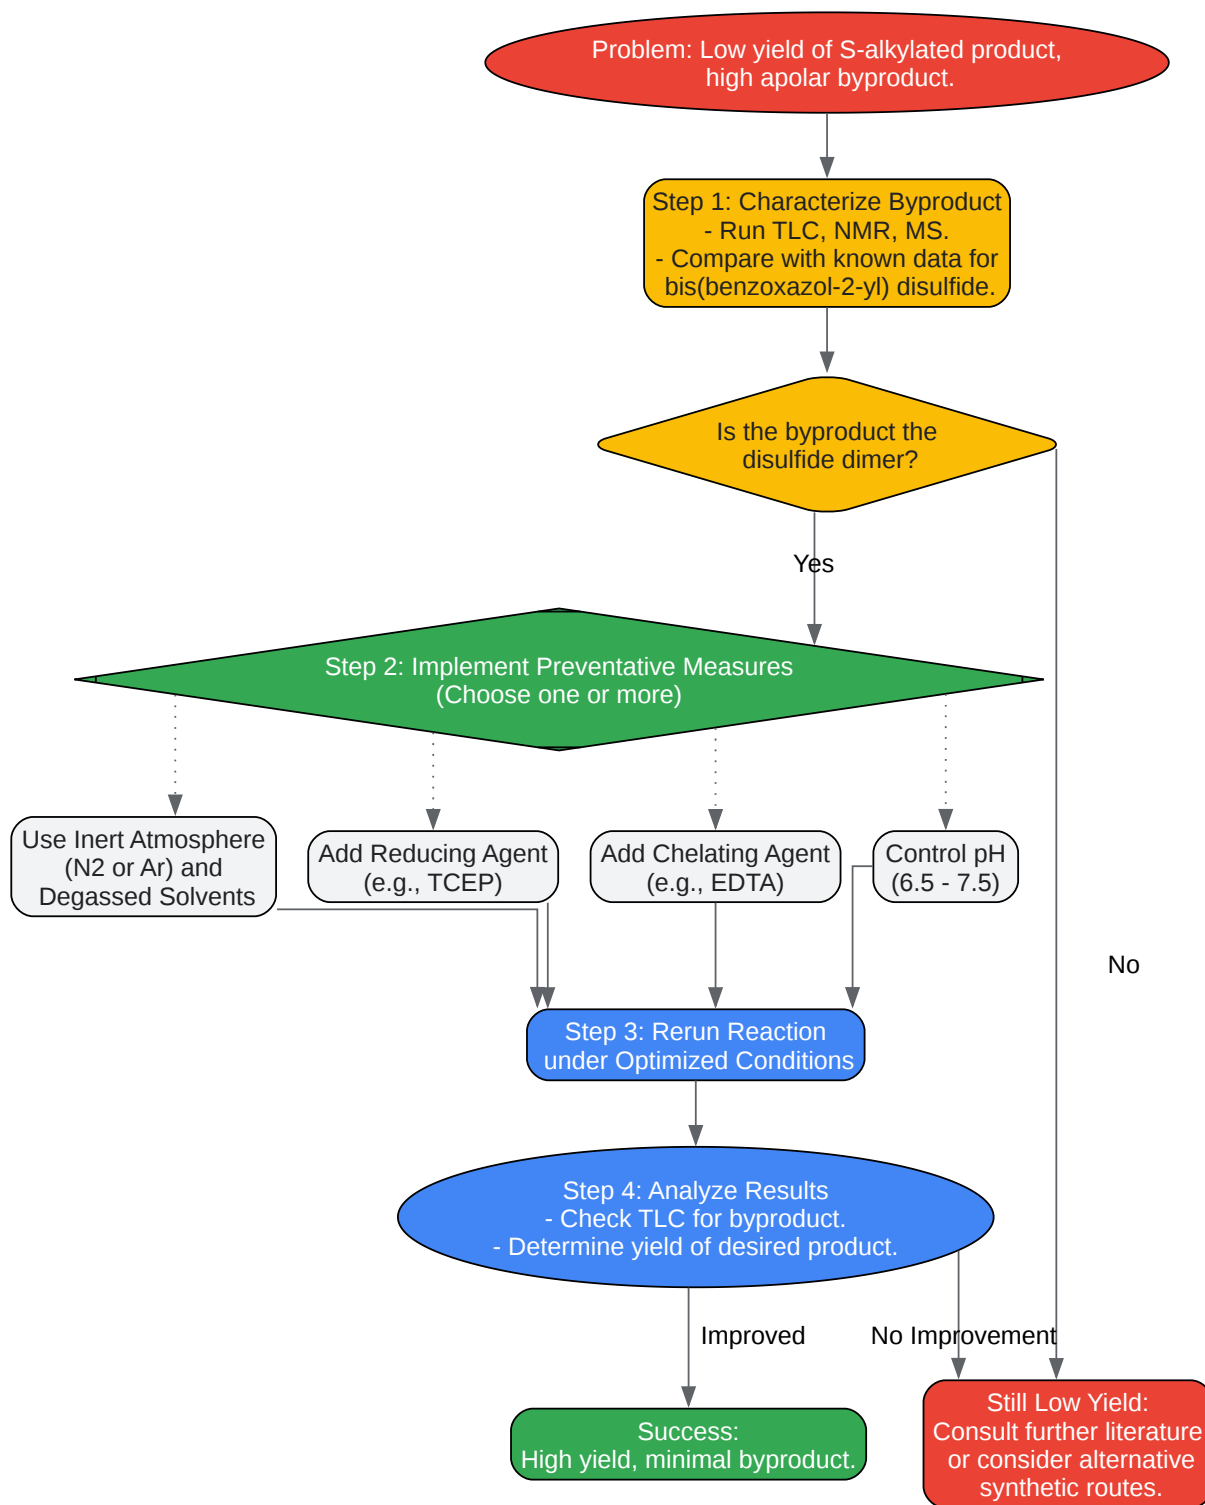 Problem: Low yield of S-alkylated product,
high apolar byproduct.
Step 1: Characterize Byproduct
- Run TLC, NMR, MS.
- Compare with known data for
bis(benzoxazol-2-yl) disulfide.
Is the byproduct the
disulfide dimer?
Yes
Step 2: Implement Preventative Measures
(Choose one or more)
Use Inert Atmosphere
(N2 or Ar) and
Degassed Solvents
Add Reducing Agent
(e.g., TCEP)
Add Chelating Agent
(e.g., EDTA)
Control pH
(6.5 - 7.5)
No
Step 3: Rerun Reaction
under Optimized Conditions
Step 4: Analyze Results
- Check TLC for byproduct.
- Determine yield of desired product.
Improved
No Improvement
Success:
High yield, minimal byproduct.
Still Low Yield:
Consult further literature
or consider alternative
synthetic routes.